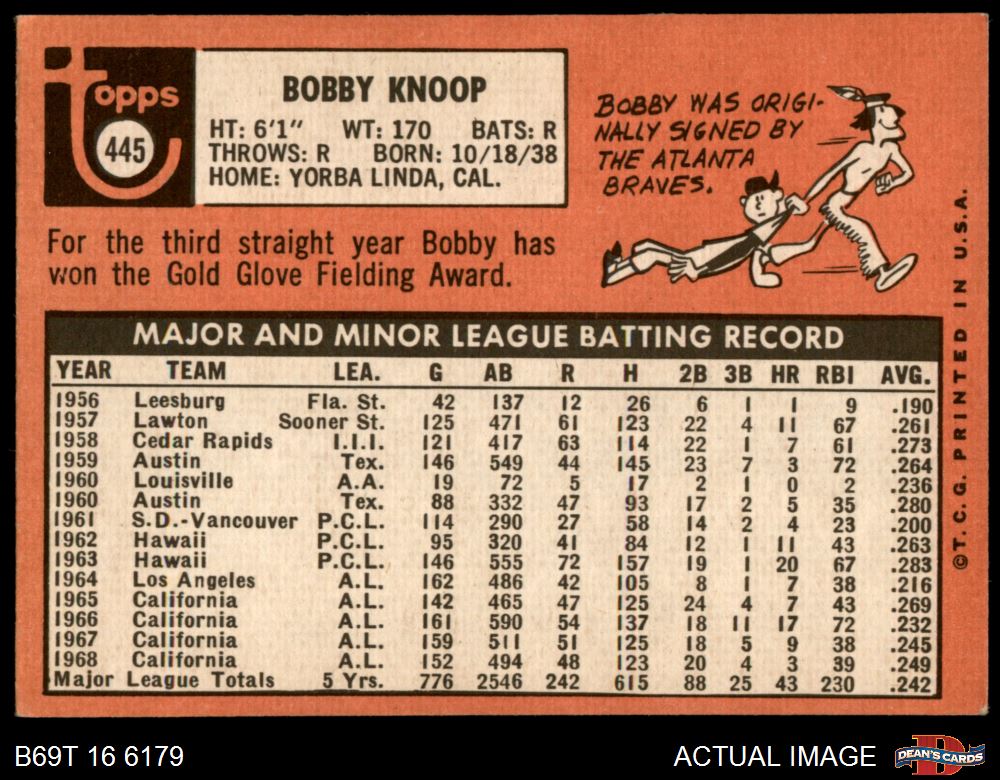 topps
445
BOBBY KNOOP
HT: 6'1" WT: 170 BATS: R
THROWS: R BORN: 10/18/38
HOME: YORBA LINDA, CAL.
BOBBY WAS ORIGI-
NALLY SIGNED BY
THE ATLANTA
BRAVES.
For the third straight year Bobby has
won the Gold Glove Fielding Award.
MAJOR AND MINOR LEAGUE BATTING RECORD
YEAR TEAM LEA. G AB R H 2B 3B HR RBI AVG.
1956 Leesburg Fla. St. 42 137 12 26 6 1 1 9 .190
1957 Lawton Sooner St. 125 471 61 123 22 4 11 67 .261
1958 Cedar Rapids I.I.I. 121 417 63 114 22 1 7 61 .273
1959 Austin Tex. 146 549 44 145 23 7 3 72 .264
1960 Louisville A.A. 19 72 5 17 2 1 0 2 .236
1960 Austin Tex. 88 332 47 93 17 2 5 35 .280
1961 S.D.-Vancouver P.C.L. 114 290 27 58 14 2 4 23 .200
1962 Hawaii P.C.L. 95 320 41 84 12 1 11 43 .263
1963 Hawaii P.C.L. 146 555 72 157 19 1 20 67 .283
1964 Los Angeles A.L. 162 486 42 105 8 1 7 38 .216
1965 California A.L. 142 465 47 125 24 4 7 43 .269
1966 California A.L. 161 590 54 137 18 11 17 72 .232
1967 California A.L. 159 511 51 125 18 5 9 38 .245
1968 California A.L. 152 494 48 123 20 4 3 39 .249
Major League Totals 5 Yrs. 776 2546 242 615 88 25 43 230 .242
©T. C. G. PRINTED IN U.S.A.
B69T 16 6179
ACTUAL IMAGE
DEAN'S CARDS